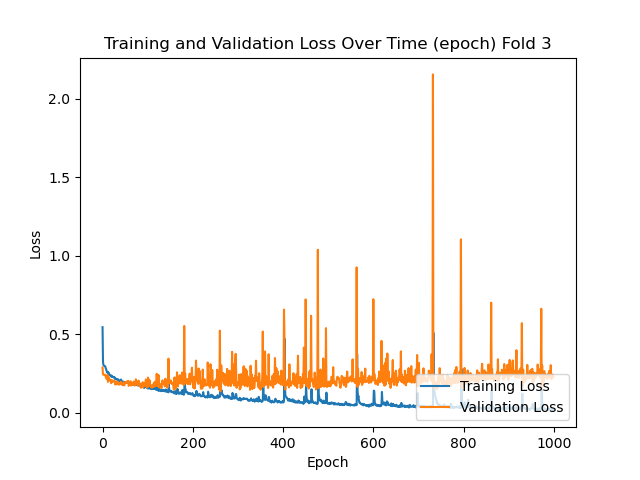 Training and Validation Loss Over Time (epoch) Fold 3
Loss
2.0
1.5
1.0
0.5
0.0
0
200
400
600
800
1000
Epoch
Training Loss
Validation Loss